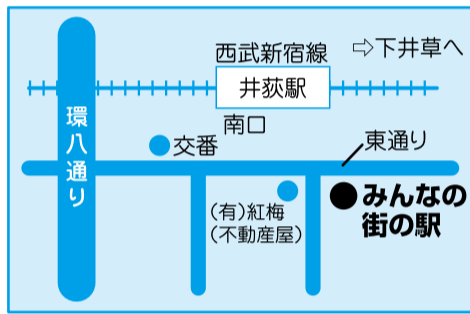 西武新宿線
⇨下井草へ
井荻駅
南口
環八通り
交番
東通り
(有)紅梅
(不動産屋)
みんなの
街の駅